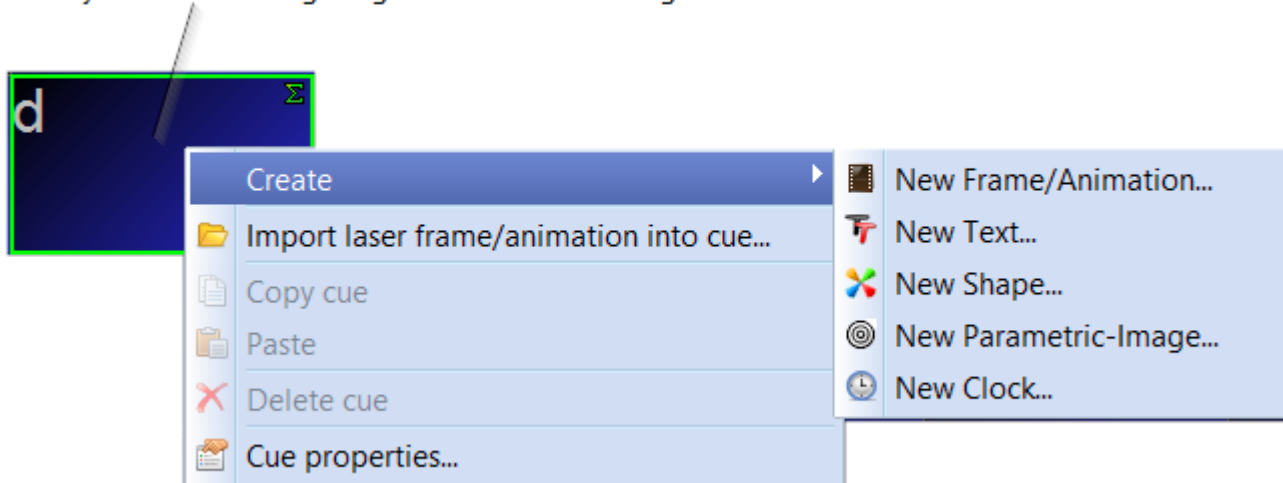 d Σ
Create
Import laser frame/animation into cue...
Copy cue
Paste
Delete cue
Cue properties...
New Frame/Animation...
New Text...
New Shape...
New Parametric-Image...
New Clock...